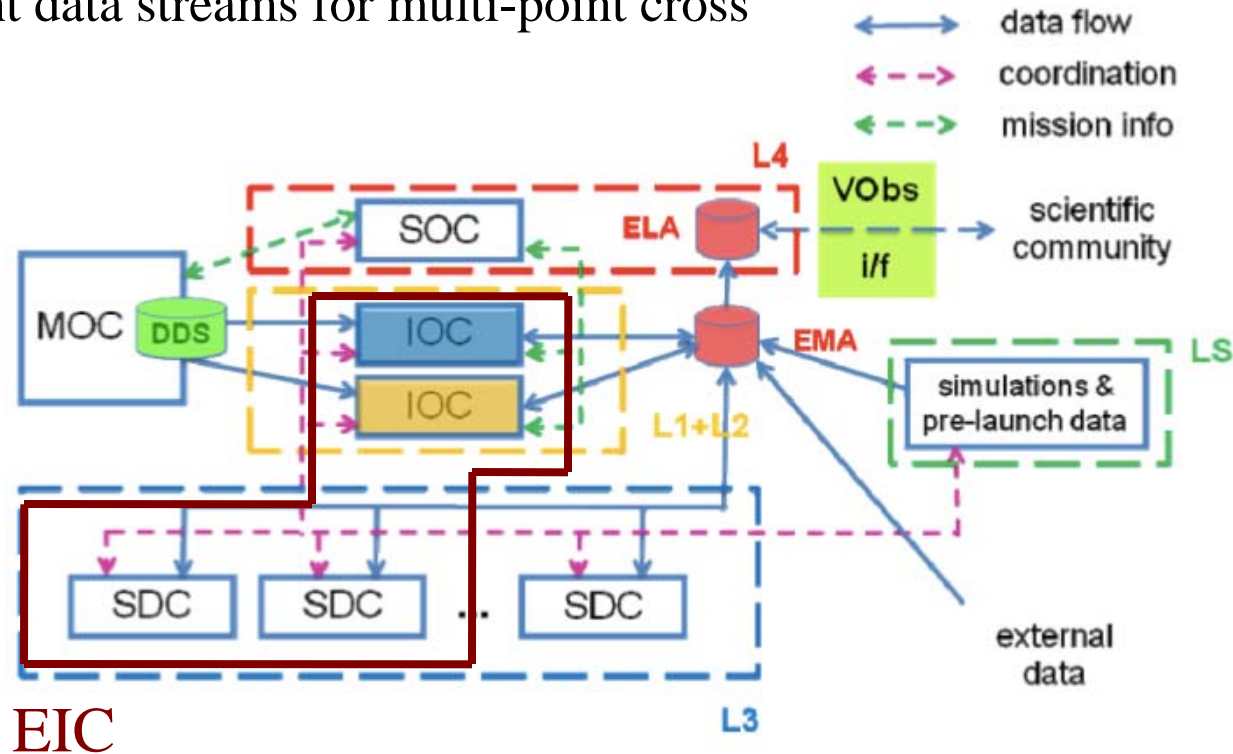 nt data streams for multi-point cross
data flow
coordination
mission info
L4
VObs
i/f
scientific
community
SOC
ELA
MOC
DDS
IOC
EMA
LS
IOC
L1+L2
simulations &
pre-launch data
SDC
SDC
...
SDC
external
data
L3
EIC